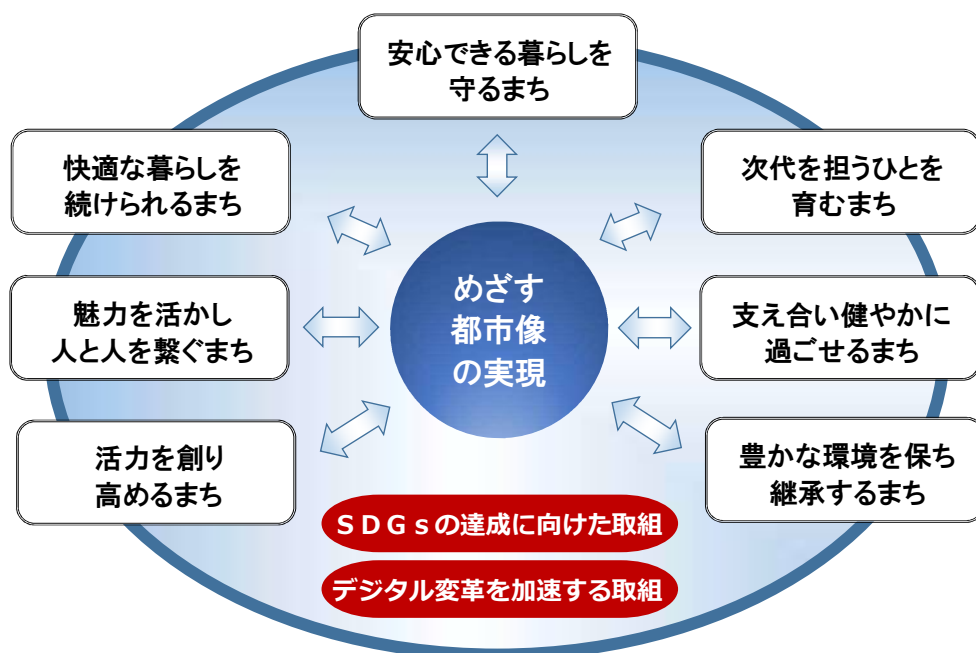 安心できる暮らしを
守るまち
快適な暮らしを
続けられるまち
次代を担うひとを
育むまち
めざす
都市像
の実現
魅力を活かし
人と人を繋ぐまち
支え合い健やかに
過ごせるまち
活力を創り
高めるまち
豊かな環境を保ち
継承するまち
ＳＤＧｓの達成に向けた取組
デジタル変革を加速する取組